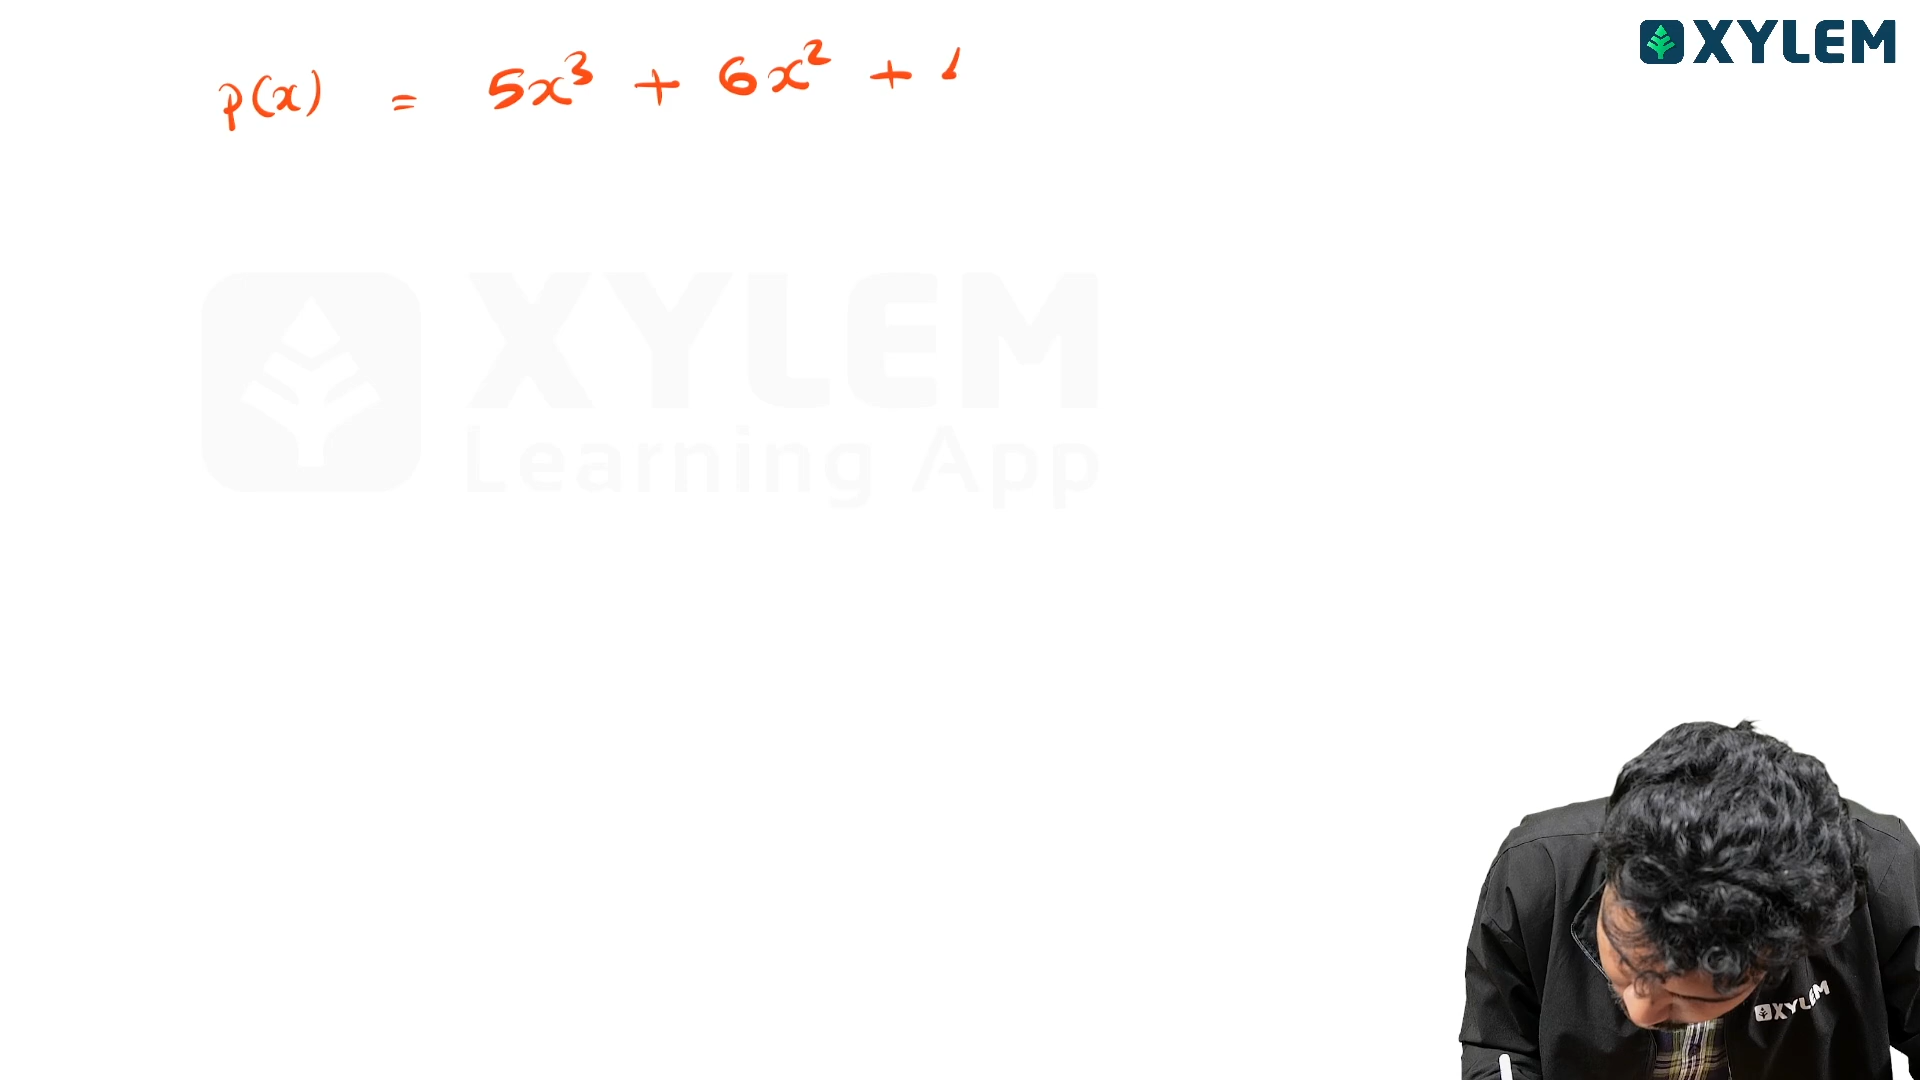 XYLEM
p(x) = 5x³ + 6x² +
XYLEM
Learning App
XYLEM